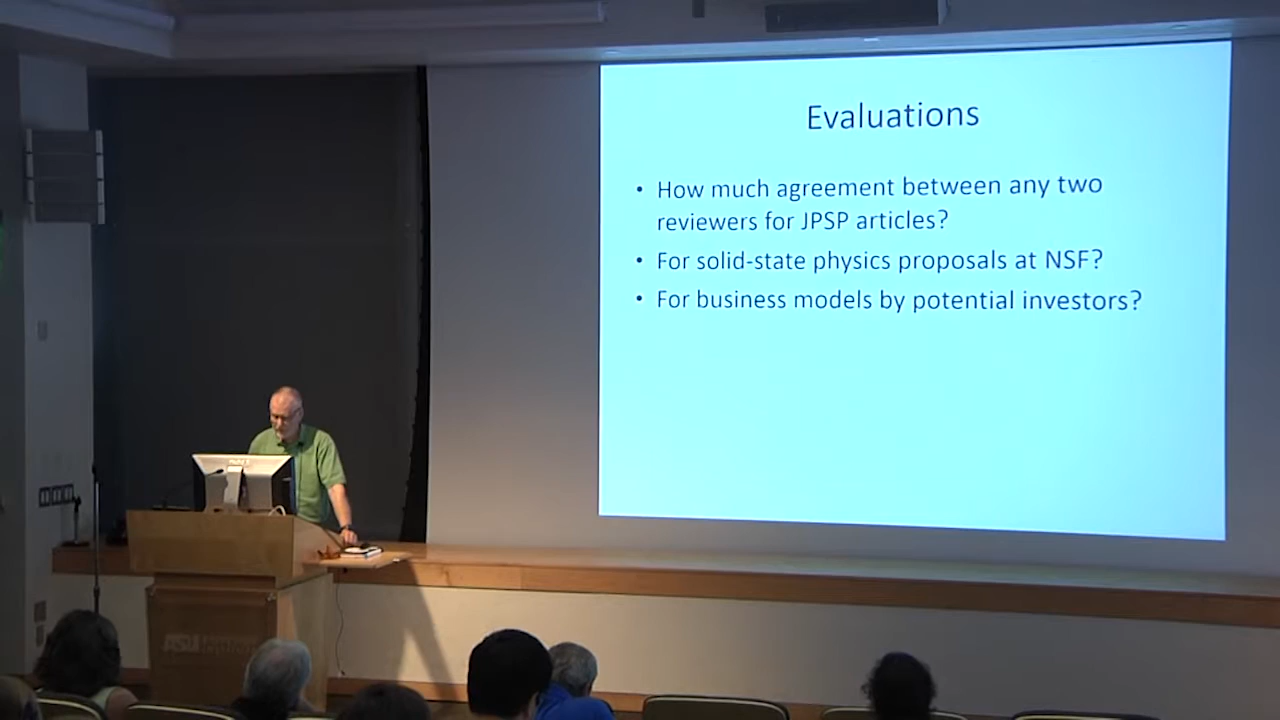 Evaluations
• How much agreement between any two
reviewers for JPSP articles?
• For solid-state physics proposals at NSF?
• For business models by potential investors?
ASU